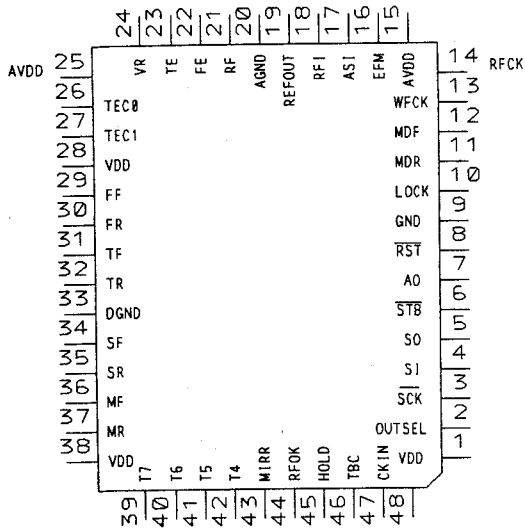 24 23 22 21 20 19 18 17 16 15
VR TE FE RF AGND REFOUT RFI ASI EFM AVDD
AVDD 25
26 TEC0
27 TEC1
28 VDD
29 FF
30 FR
31 TF
32 TR
33 DGND
34 SF
35 SR
36 MF
37 MR
38 VDD
14 RFCK
WFCK 13
MDF 12
MDR 11
LOCK 10
GND 9
RST 8
AO 7
STB 6
SO 5
SI 4
SCK 3
OUTSEL 2
VDD 1
T7 T6 T5 T4 MIRR RFOK HOLD TBC CKIN
39 40 41 42 43 44 45 46 47 48